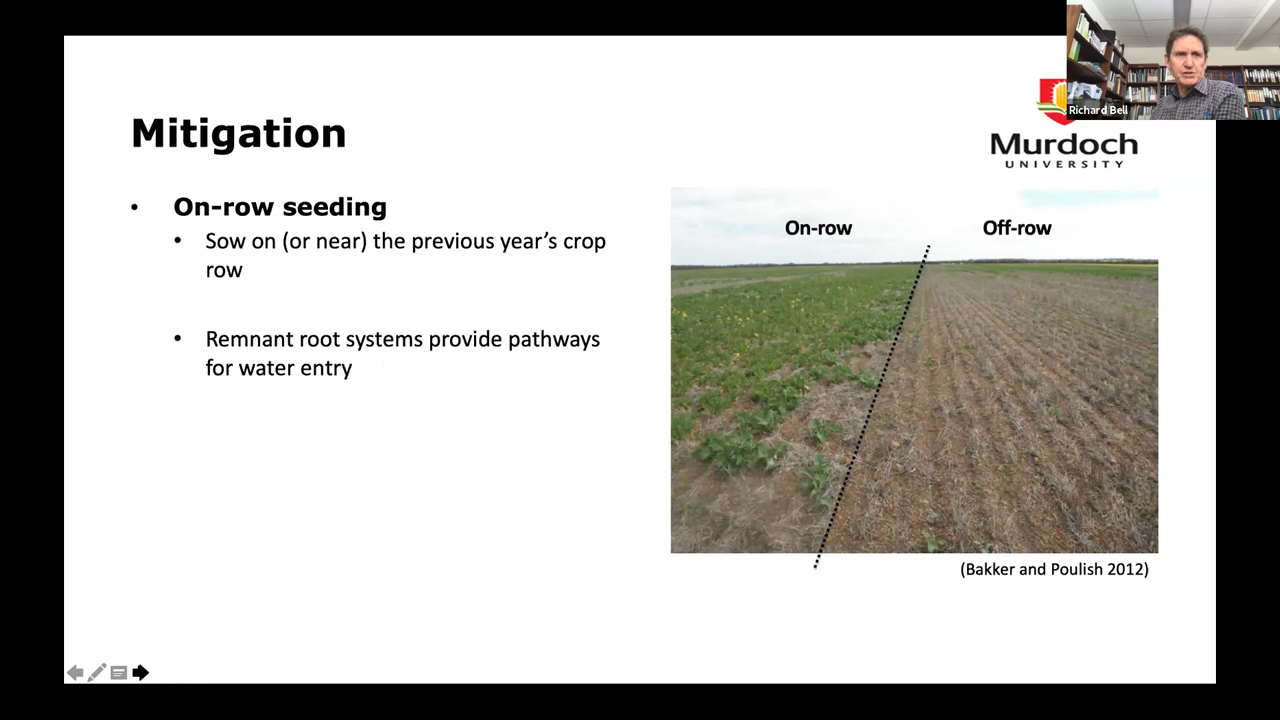 Richard Bell
Mitigation
Murdoch
UNIVERSITY
• On-row seeding
• Sow on (or near) the previous year’s crop
row
• Remnant root systems provide pathways
for water entry
On-row
Off-row
(Bakker and Poulish 2012)